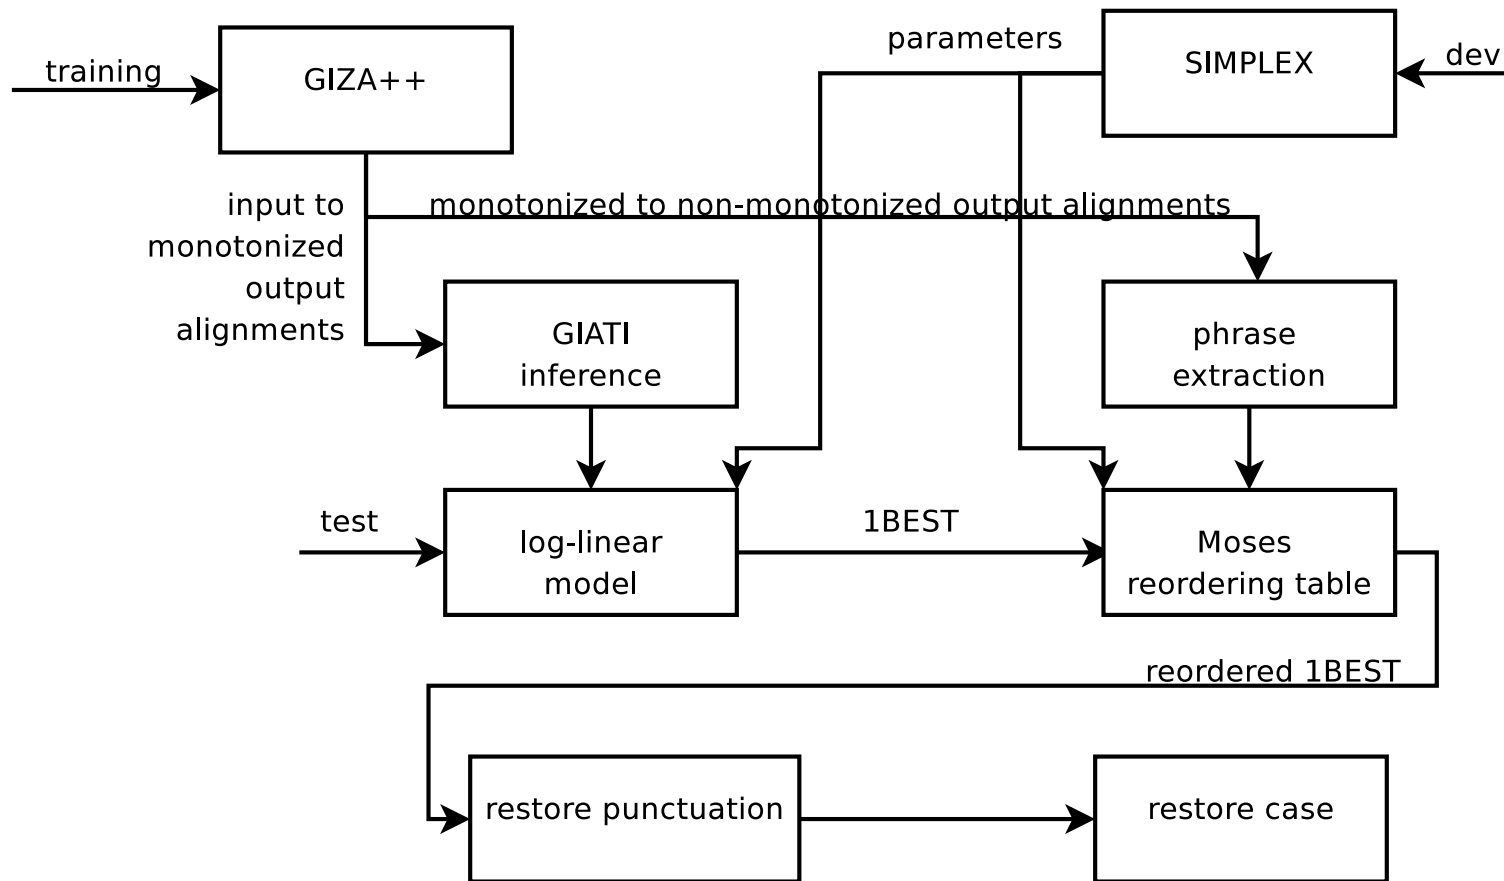 parameters
SIMPLEX
dev
training
GIZA++
input to
monotonized
output
alignments
monotonized to non-monotonized output alignments
GIATI
inference
phrase
extraction
test
log-linear
model
1BEST
Moses
reordering table
reordered 1BEST
restore punctuation
restore case